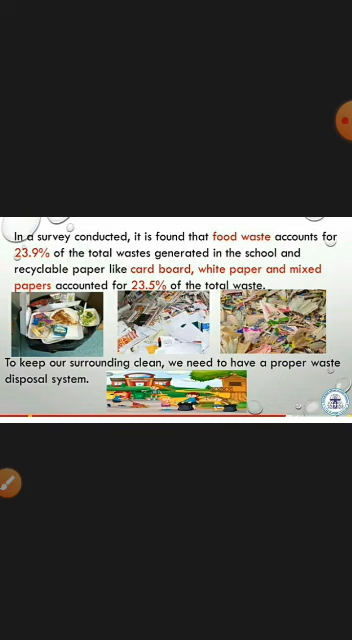 In a survey conducted, it is found that food waste accounts for
23.9% of the total wastes generated in the school and
recyclable paper like card board, white paper and mixed
papers accounted for 23.5% of the total waste.
To keep our surrounding clean, we need to have a proper waste
disposal system.